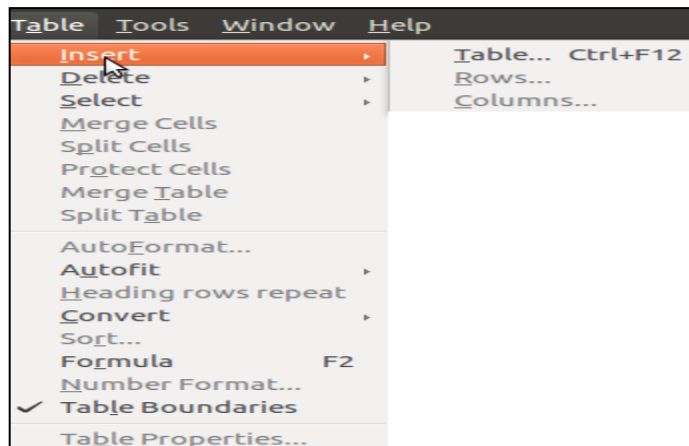 Table Tools Window Help
Insert
Delete
Select
Merge Cells
Split Cells
Protect Cells
Merge Table
Split Table
AutoFormat...
Autofit
Heading rows repeat
Convert
Sort...
Formula F2
Number Format...
Table Boundaries
Table Properties...
Table... Ctrl+F12
Rows...
Columns...